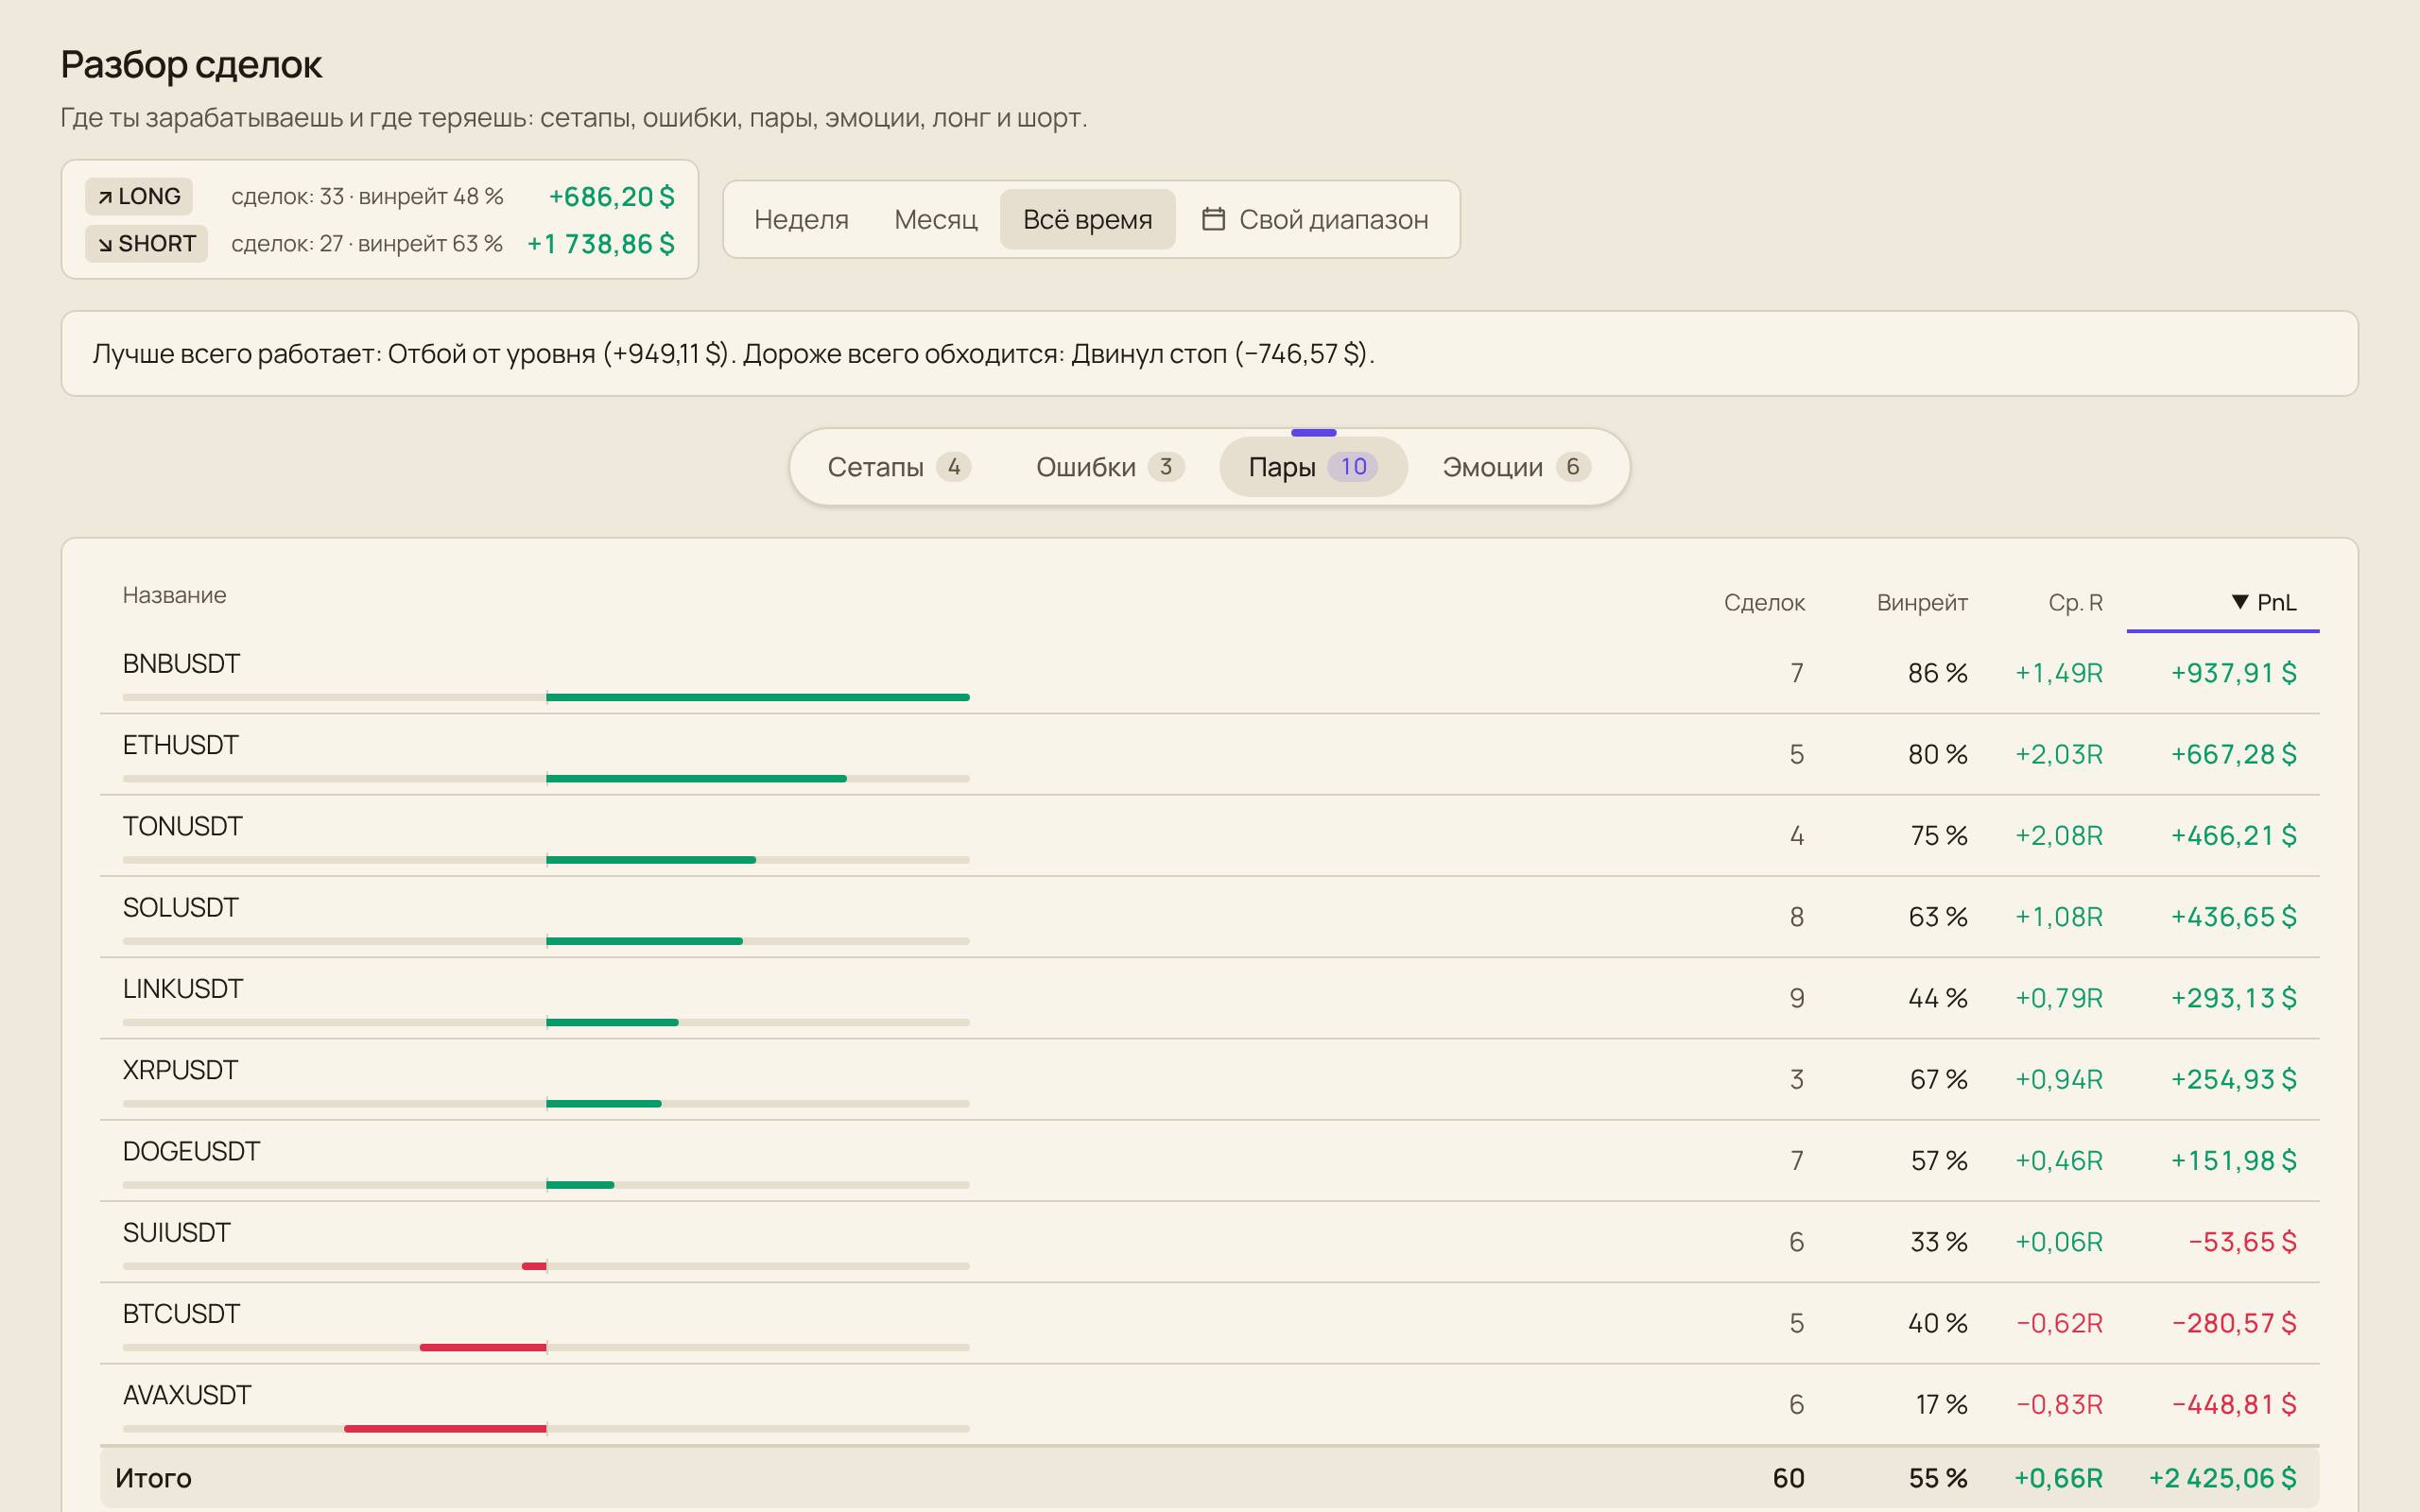 Разбор сделок
Где ты зарабатываешь и где теряешь: сетапы, ошибки, пары, эмоции, лонг и шорт.
↗ LONG сделок: 33 · винрейт 48 % +686,20 $
↘ SHORT сделок: 27 · винрейт 63 % +1 738,86 $
Неделя Месяц Всё время Свой диапазон
Лучше всего работает: Отбой от уровня (+949,11 $). Дороже всего обходится: Двинул стоп (−746,57 $).
Сетапы 4 Ошибки 3 Пары 10 Эмоции 6
Название Сделок Винрейт Ср. R ▼ PnL
BNBUSDT 7 86 % +1,49R +937,91 $
ETHUSDT 5 80 % +2,03R +667,28 $
TONUSDT 4 75 % +2,08R +466,21 $
SOLUSDT 8 63 % +1,08R +436,65 $
LINKUSDT 9 44 % +0,79R +293,13 $
XRPUSDT 3 67 % +0,94R +254,93 $
DOGEUSDT 7 57 % +0,46R +151,98 $
SUIUSDT 6 33 % +0,06R −53,65 $
BTCUSDT 5 40 % −0,62R −280,57 $
AVAXUSDT 6 17 % −0,83R −448,81 $
Итого 60 55 % +0,66R +2 425,06 $